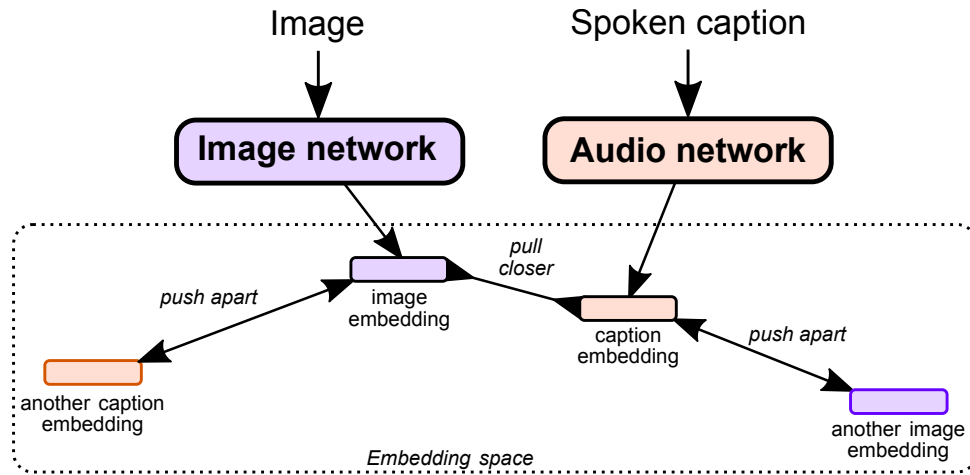 Image
Spoken caption
Image network
Audio network
pull
closer
push apart
image
embedding
caption
embedding
push apart
another caption
embedding
another image
embedding
Embedding space